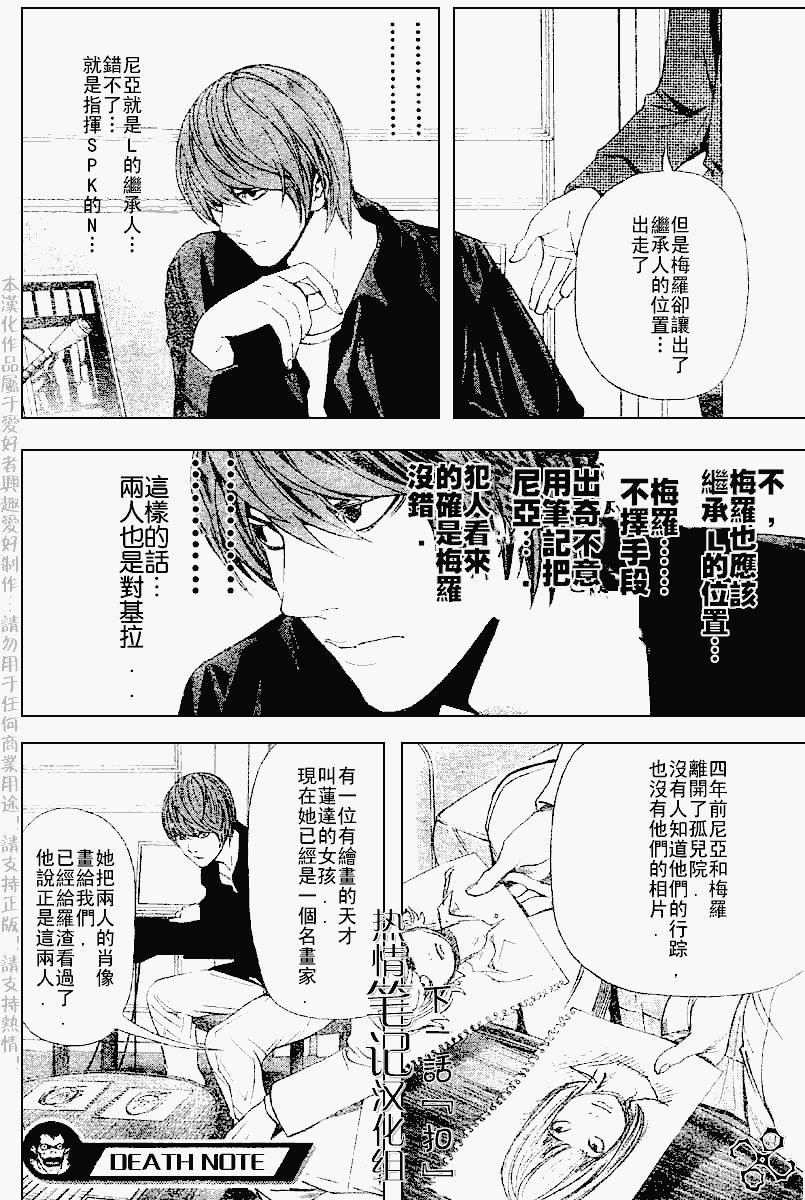 但是梅羅卻讓出了
繼承人的位置…
出走了
⋯⋯⋯⋯⋯⋯
⋯⋯⋯⋯⋯⋯
尼亞就是L的繼承人…
錯不了…
就是指揮SPK的N…
不，
梅羅也應該
繼承L的位置…
梅羅……
不擇手段
出奇不意
用筆記把
尼亞….
犯人看來
的確是梅羅
沒錯.
⋯⋯⋯⋯⋯⋯
⋯⋯⋯⋯⋯⋯
這樣的話…
兩人也是對基拉..
四年前尼亞和梅羅
離開了孤兒院.
沒有人知道他們的行踪,
也沒有他們的相片.
有一位有繪畫的天才
叫蓮達的女孩..
現在她已經是一個名畫家.
她把兩人的肖像
畫給我們.
已經給羅渣看過了
他說正是這兩人.
下一話『扣』
热情笔记汉化组
DEATH NOTE
本漢化作品屬于愛好者興趣愛好制作…請勿用于任何商業用途！請支持正版！請支持熱情！